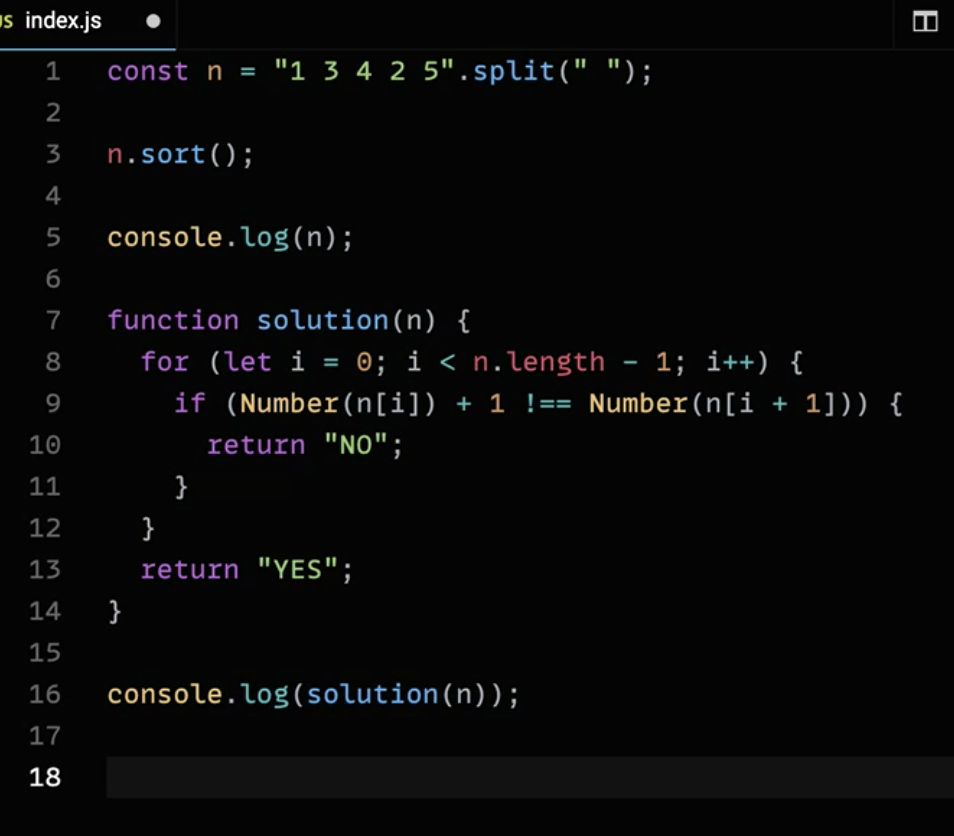 JS index.js
1 const n = "1 3 4 2 5".split(" ");
2
3 n.sort();
4
5 console.log(n);
6
7 function solution(n) {
8   for (let i = 0; i < n.length - 1; i++) {
9     if (Number(n[i]) + 1 !== Number(n[i + 1])) {
10       return "NO";
11     }
12   }
13   return "YES";
14 }
15
16 console.log(solution(n));
17
18